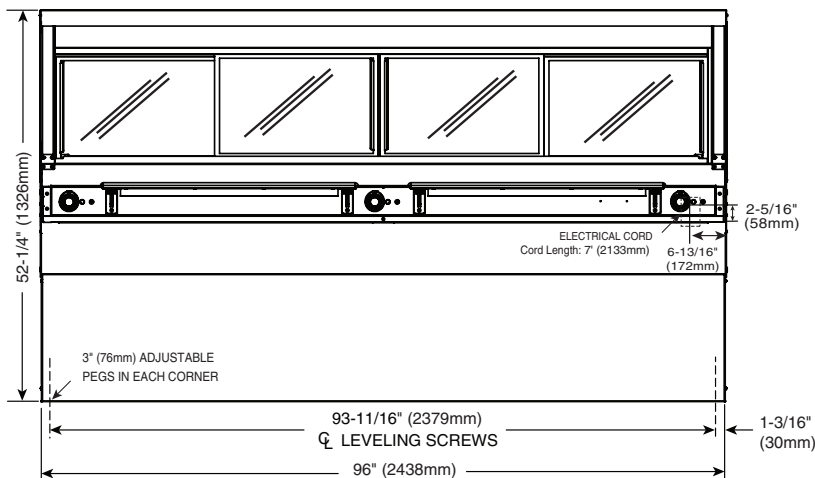 52-1/4" (1326mm)
2-5/16"
(58mm)
ELECTRICAL CORD
Cord Length: 7' (2133mm)
6-13/16"
(172mm)
3" (76mm) ADJUSTABLE
PEGS IN EACH CORNER
93-11/16" (2379mm)
℄ LEVELING SCREWS
1-3/16"
(30mm)
96" (2438mm)